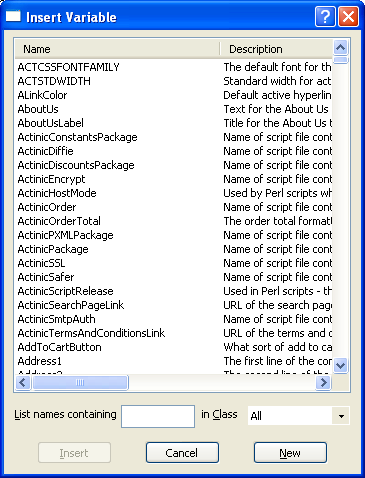 Insert Variable
Name Description
ACTCSSFONTFAMILY The default font for th
ACTSTDWIDTH Standard width for act
ALinkColor Default active hyperlin
AboutUs Text for the About Us
AboutUsLabel Title for the About Us t
ActinicConstantsPackage Name of script file cont
ActinicDiffie Name of script file cont
ActinicDiscountsPackage Name of script file cont
ActinicEncrypt Name of script file cont
ActinicHostMode Used by Perl scripts wh
ActinicOrder Name of script file cont
ActinicOrderTotal The order total formatt
ActinicPXMLPackage Name of script file cont
ActinicPackage Name of script file cont
ActinicSSL Name of script file cont
ActinicSafer Name of script file cont
ActinicScriptRelease Used in Perl scripts - th
ActinicSearchPageLink URL of the search page
ActinicSmtpAuth Name of script file cont
ActinicTermsAndConditionsLink URL of the terms and c
AddToCartButton What sort of add to ca
Address1 The first line of the cor
Address2 The second line of the
List names containing in Class All
Insert Cancel New